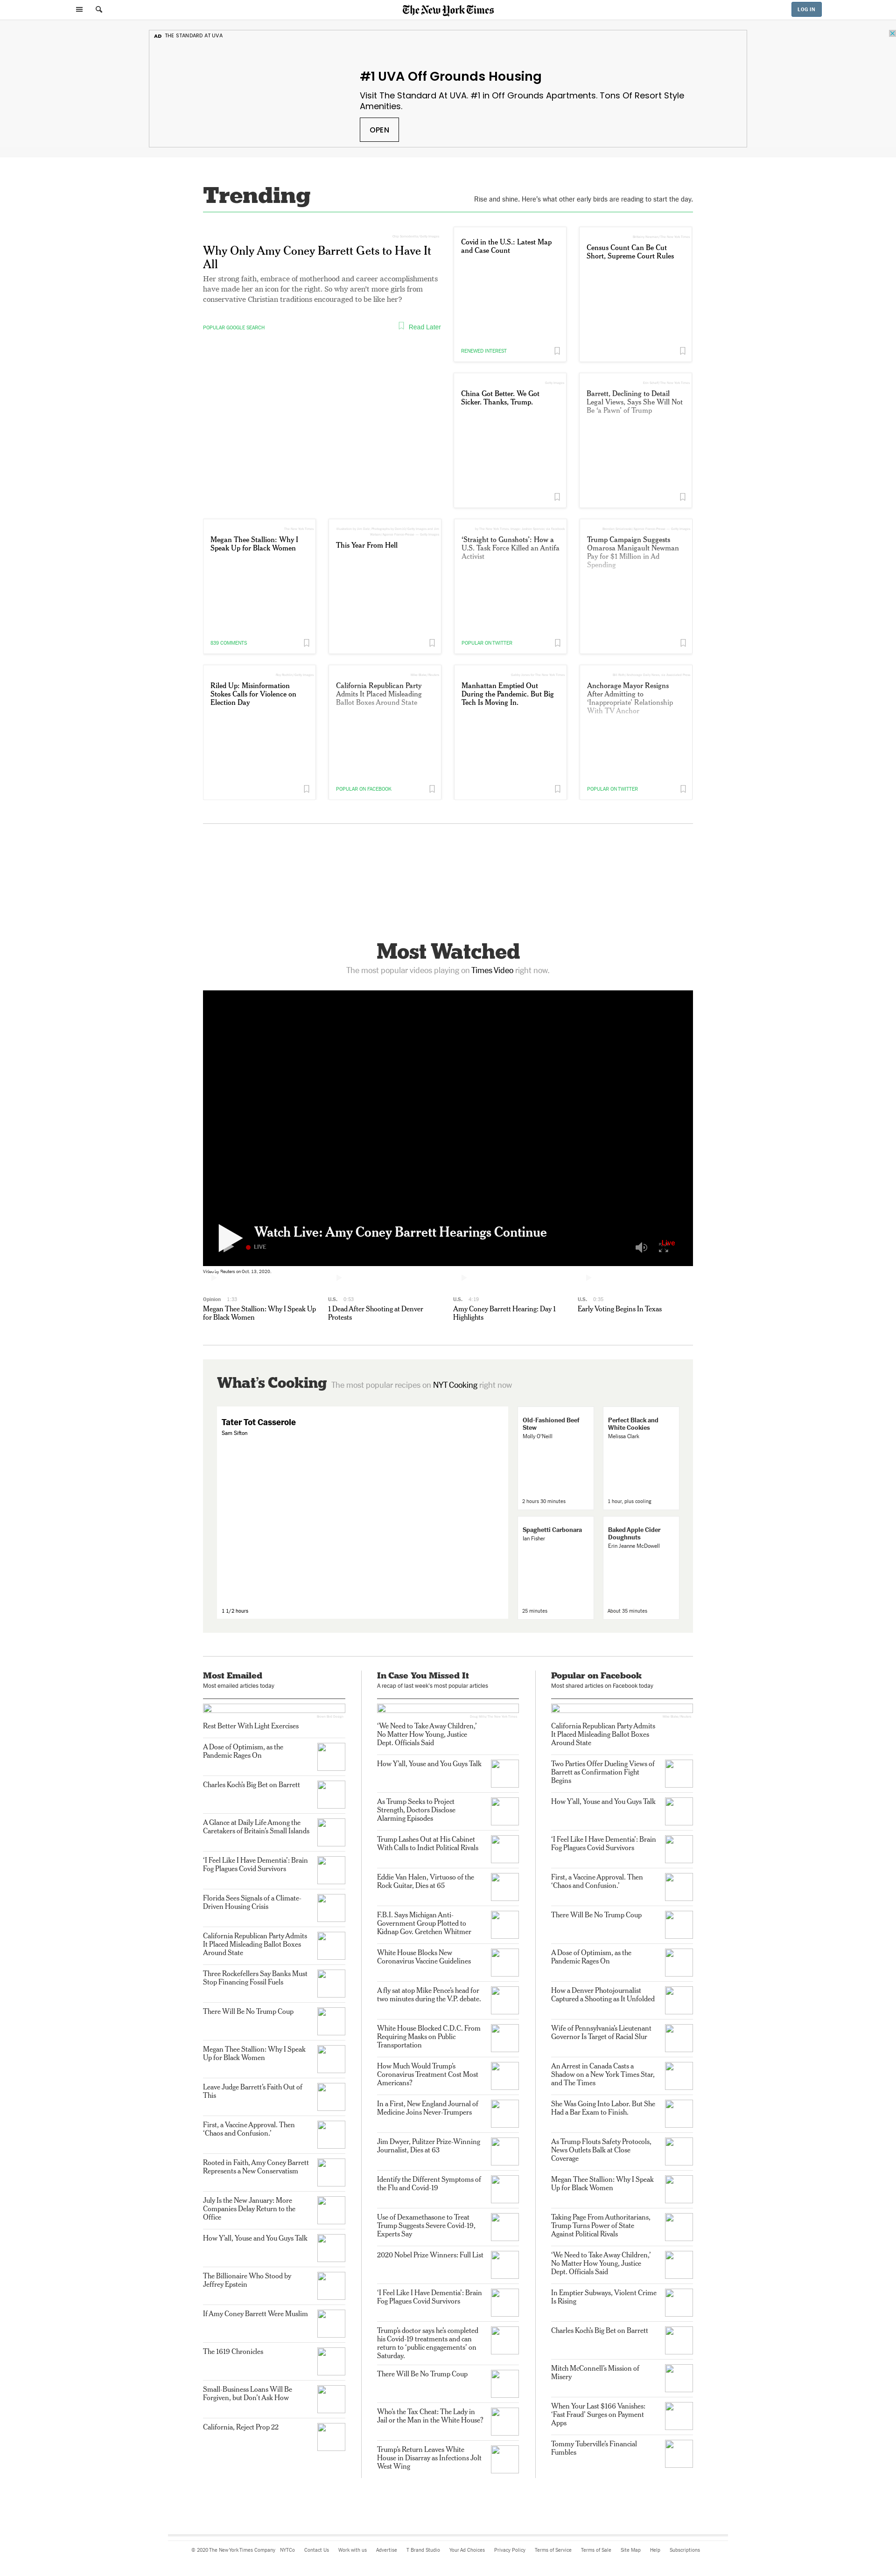 The New York Times
LOG IN
AD THE STANDARD AT UVA
#1 UVA Off Grounds Housing
Visit The Standard At UVA. #1 in Off Grounds Apartments. Tons Of Resort Style
Amenities.
OPEN
Trending
Rise and shine. Here's what other early birds are reading to start the day.
Why Only Amy Coney Barrett Gets to Have It
All
Her strong faith, embrace of motherhood and career accomplishments
have made her an icon for the right. So why aren't more girls from
conservative Christian traditions encouraged to be like her?
POPULAR GOOGLE SEARCH
Read Later
Covid in the U.S.: Latest Map
and Case Count
RENEWED INTEREST
Census Count Can Be Cut
Short, Supreme Court Rules
China Got Better. We Got
Sicker. Thanks, Trump.
Barrett, Declining to Detail
Legal Views, Says She Will Not
Be 'a Pawn' of Trump
Megan Thee Stallion: Why I
Speak Up for Black Women
839 COMMENTS
This Year From Hell
'Straight to Gunshots': How a
U.S. Task Force Killed an Antifa
Activist
POPULAR ON TWITTER
Trump Campaign Suggests
Omarosa Manigault Newman
Pay for $1 Million in Ad
Spending
Riled Up: Misinformation
Stokes Calls for Violence on
Election Day
California Republican Party
Admits It Placed Misleading
Ballot Boxes Around State
POPULAR ON FACEBOOK
Manhattan Emptied Out
During the Pandemic. But Big
Tech Is Moving In.
Anchorage Mayor Resigns
After Admitting to
'Inappropriate' Relationship
With TV Anchor
POPULAR ON TWITTER
Most Watched
The most popular videos playing on Times Video right now.
Watch Live: Amy Coney Barrett Hearings Continue
LIVE
Live
Video by Reuters on Oct. 13, 2020.
Opinion 1:35
Megan Thee Stallion: Why I Speak Up
for Black Women
U.S. 0:53
1 Dead After Shooting at Denver
Protests
U.S. 4:19
Amy Coney Barrett Hearing: Day 1
Highlights
U.S. 0:35
Early Voting Begins In Texas
What's Cooking The most popular recipes on NYT Cooking right now
Tater Tot Casserole
Sam Sifton
1 1/2 hours
Old-Fashioned Beef
Stew
Molly O'Neill
2 hours 30 minutes
Perfect Black and
White Cookies
Melissa Clark
1 hour, plus cooling
Spaghetti Carbonara
Ian Fisher
25 minutes
Baked Apple Cider
Doughnuts
Erin Jeanne McDowell
About 35 minutes
Most Emailed
Most emailed articles today
Rest Better With Light Exercises
A Dose of Optimism, as the
Pandemic Rages On
Charles Koch's Big Bet on Barrett
A Glance at Daily Life Among the
Caretakers of Britain's Small Islands
'I Feel Like I Have Dementia': Brain
Fog Plagues Covid Survivors
Florida Sees Signals of a Climate-
Driven Housing Crisis
California Republican Party Admits
It Placed Misleading Ballot Boxes
Around State
Three Rockefellers Say Banks Must
Stop Financing Fossil Fuels
There Will Be No Trump Coup
Megan Thee Stallion: Why I Speak
Up for Black Women
Leave Judge Barrett's Faith Out of
This
First, a Vaccine Approval. Then
'Chaos and Confusion.'
Rooted in Faith, Amy Coney Barrett
Represents a New Conservatism
July Is the New January: More
Companies Delay Return to the
Office
How Y'all, Youse and You Guys Talk
The Billionaire Who Stood by
Jeffrey Epstein
If Amy Coney Barrett Were Muslim
The 1619 Chronicles
Small-Business Loans Will Be
Forgiven, but Don't Ask How
California, Reject Prop 22
In Case You Missed It
A recap of last week's most popular articles
'We Need to Take Away Children,'
No Matter How Young, Justice
Dept. Officials Said
How Y'all, Youse and You Guys Talk
As Trump Seeks to Project
Strength, Doctors Disclose
Alarming Episodes
Trump Lashes Out at His Cabinet
With Calls to Indict Political Rivals
Eddie Van Halen, Virtuoso of the
Rock Guitar, Dies at 65
F.B.I. Says Michigan Anti-
Government Group Plotted to
Kidnap Gov. Gretchen Whitmer
White House Blocks New
Coronavirus Vaccine Guidelines
A fly sat atop Mike Pence's head for
two minutes during the V.P. debate.
White House Blocked C.D.C. From
Requiring Masks on Public
Transportation
How Much Would Trump's
Coronavirus Treatment Cost Most
Americans?
In a First, New England Journal of
Medicine Joins Never-Trumpers
Jim Dwyer, Pulitzer Prize-Winning
Journalist, Dies at 63
Identify the Different Symptoms of
the Flu and Covid-19
Use of Dexamethasone to Treat
Trump Suggests Severe Covid-19,
Experts Say
2020 Nobel Prize Winners: Full List
'I Feel Like I Have Dementia': Brain
Fog Plagues Covid Survivors
Trump's doctor says he's completed
his Covid-19 treatments and can
return to 'public engagements' on
Saturday.
There Will Be No Trump Coup
Who's the Tax Cheat: The Lady in
Jail or the Man in the White House?
Trump's Return Leaves White
House in Disarray as Infections Jolt
West Wing
Popular on Facebook
Most shared articles on Facebook today
California Republican Party Admits
It Placed Misleading Ballot Boxes
Around State
Two Parties Offer Dueling Views of
Barrett as Confirmation Fight
Begins
How Y'all, Youse and You Guys Talk
'I Feel Like I Have Dementia': Brain
Fog Plagues Covid Survivors
First, a Vaccine Approval. Then
'Chaos and Confusion.'
There Will Be No Trump Coup
A Dose of Optimism, as the
Pandemic Rages On
How a Denver Photojournalist
Captured a Shooting as It Unfolded
Wife of Pennsylvania's Lieutenant
Governor Is Target of Racial Slur
An Arrest in Canada Casts a
Shadow on a New York Times Star,
and The Times
She Was Going Into Labor. But She
Had a Bar Exam to Finish.
As Trump Flouts Safety Protocols,
News Outlets Balk at Close
Coverage
Megan Thee Stallion: Why I Speak
Up for Black Women
Taking Page From Authoritarians,
Trump Turns Power of State
Against Political Rivals
'We Need to Take Away Children,'
No Matter How Young, Justice
Dept. Officials Said
In Emptier Subways, Violent Crime
Is Rising
Charles Koch's Big Bet on Barrett
Mitch McConnell's Mission of
Misery
When Your Last $166 Vanishes:
'Fast Fraud' Surges on Payment
Apps
Tommy Tuberville's Financial
Fumbles
© 2020 The New York Times Company NYTCo Contact Us Work with us Advertise T Brand Studio Your Ad Choices Privacy Policy Terms of Service Terms of Sale Site Map Help Subscriptions